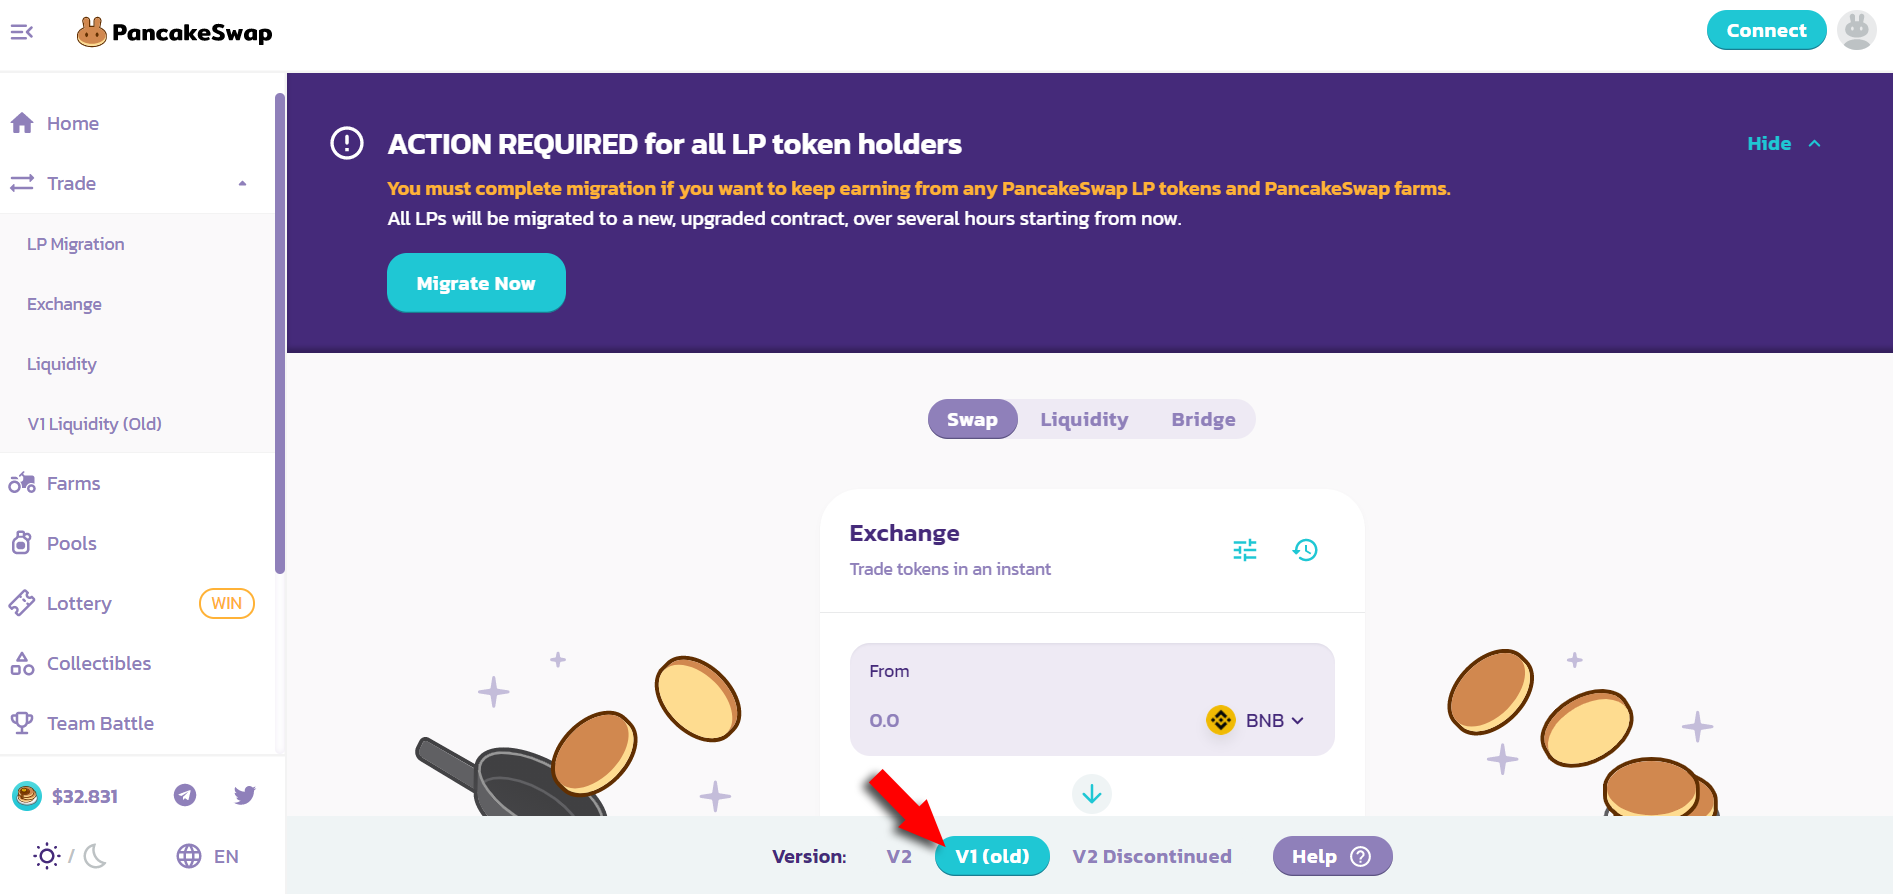 PancakeSwap
Connect
Home
Trade
LP Migration
Exchange
Liquidity
V1 Liquidity (Old)
Farms
Pools
Lottery
WIN
Collectibles
Team Battle
$32.831
/
EN
ACTION REQUIRED for all LP token holders
Hide
You must complete migration if you want to keep earning from any PancakeSwap LP tokens and PancakeSwap farms.
All LPs will be migrated to a new, upgraded contract, over several hours starting from now.
Migrate Now
Swap Liquidity Bridge
Exchange
Trade tokens in an instant
From
0.0 BNB
Version: V2 V1 (old) V2 Discontinued Help ?